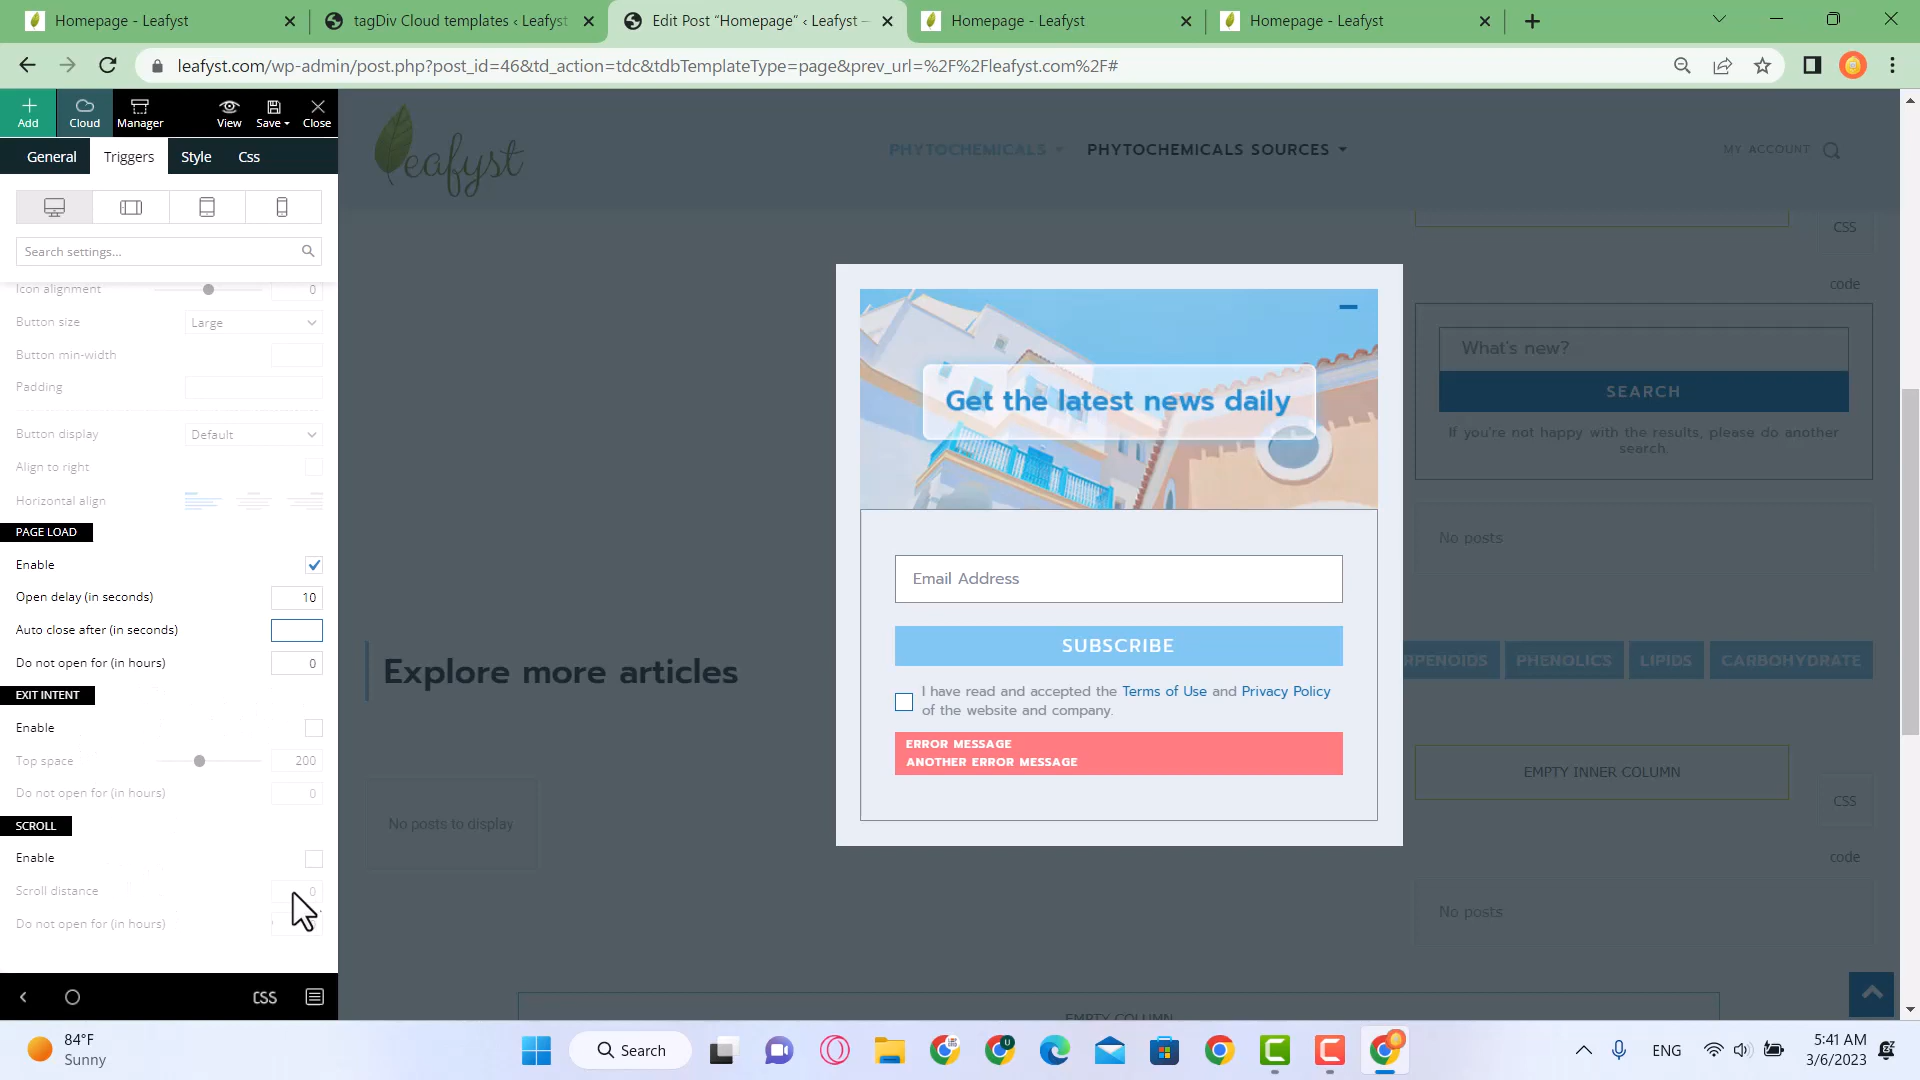 Homepage - Leafyst
tagDiv Cloud templates ‹ Leafyst
Edit Post “Homepage” ‹ Leafyst —
Homepage - Leafyst
Homepage - Leafyst
leafyst.com/wp-admin/post.php?post_id=46&td_action=tdc&tdbTemplateType=page&prev_url=%2F%2Fleafyst.com%2F#
Add
Cloud
Manager
View
Save
Close
General
Triggers
Style
Css
Search settings...
Icon alignment
0
Button size
Large
Button min-width
Padding
Button display
Default
Align to right
Horizontal align
PAGE LOAD
Enable
Open delay (in seconds)
10
Auto close after (in seconds)
Do not open for (in hours)
0
EXIT INTENT
Enable
Top space
200
Do not open for (in hours)
0
SCROLL
Enable
Scroll distance
0
Do not open for (in hours)
CSS
eafyst
PHYTOCHEMICALS
PHYTOCHEMICALS SOURCES
MY ACCOUNT
CSS
code
What's new?
SEARCH
If you're not happy with the results, please do another
search
No posts
Get the latest news daily
Email Address
SUBSCRIBE
I have read and accepted the Terms of Use and Privacy Policy
of the website and company.
ERROR MESSAGE
ANOTHER ERROR MESSAGE
Explore more articles
RPENOIDS
PHENOLICS
LIPIDS
CARBOHYDRATE
No posts to display
EMPTY INNER COLUMN
CSS
code
No posts
EMPTY COLUMN
84°F
Sunny
Search
ENG
5:41 AM
3/6/2023